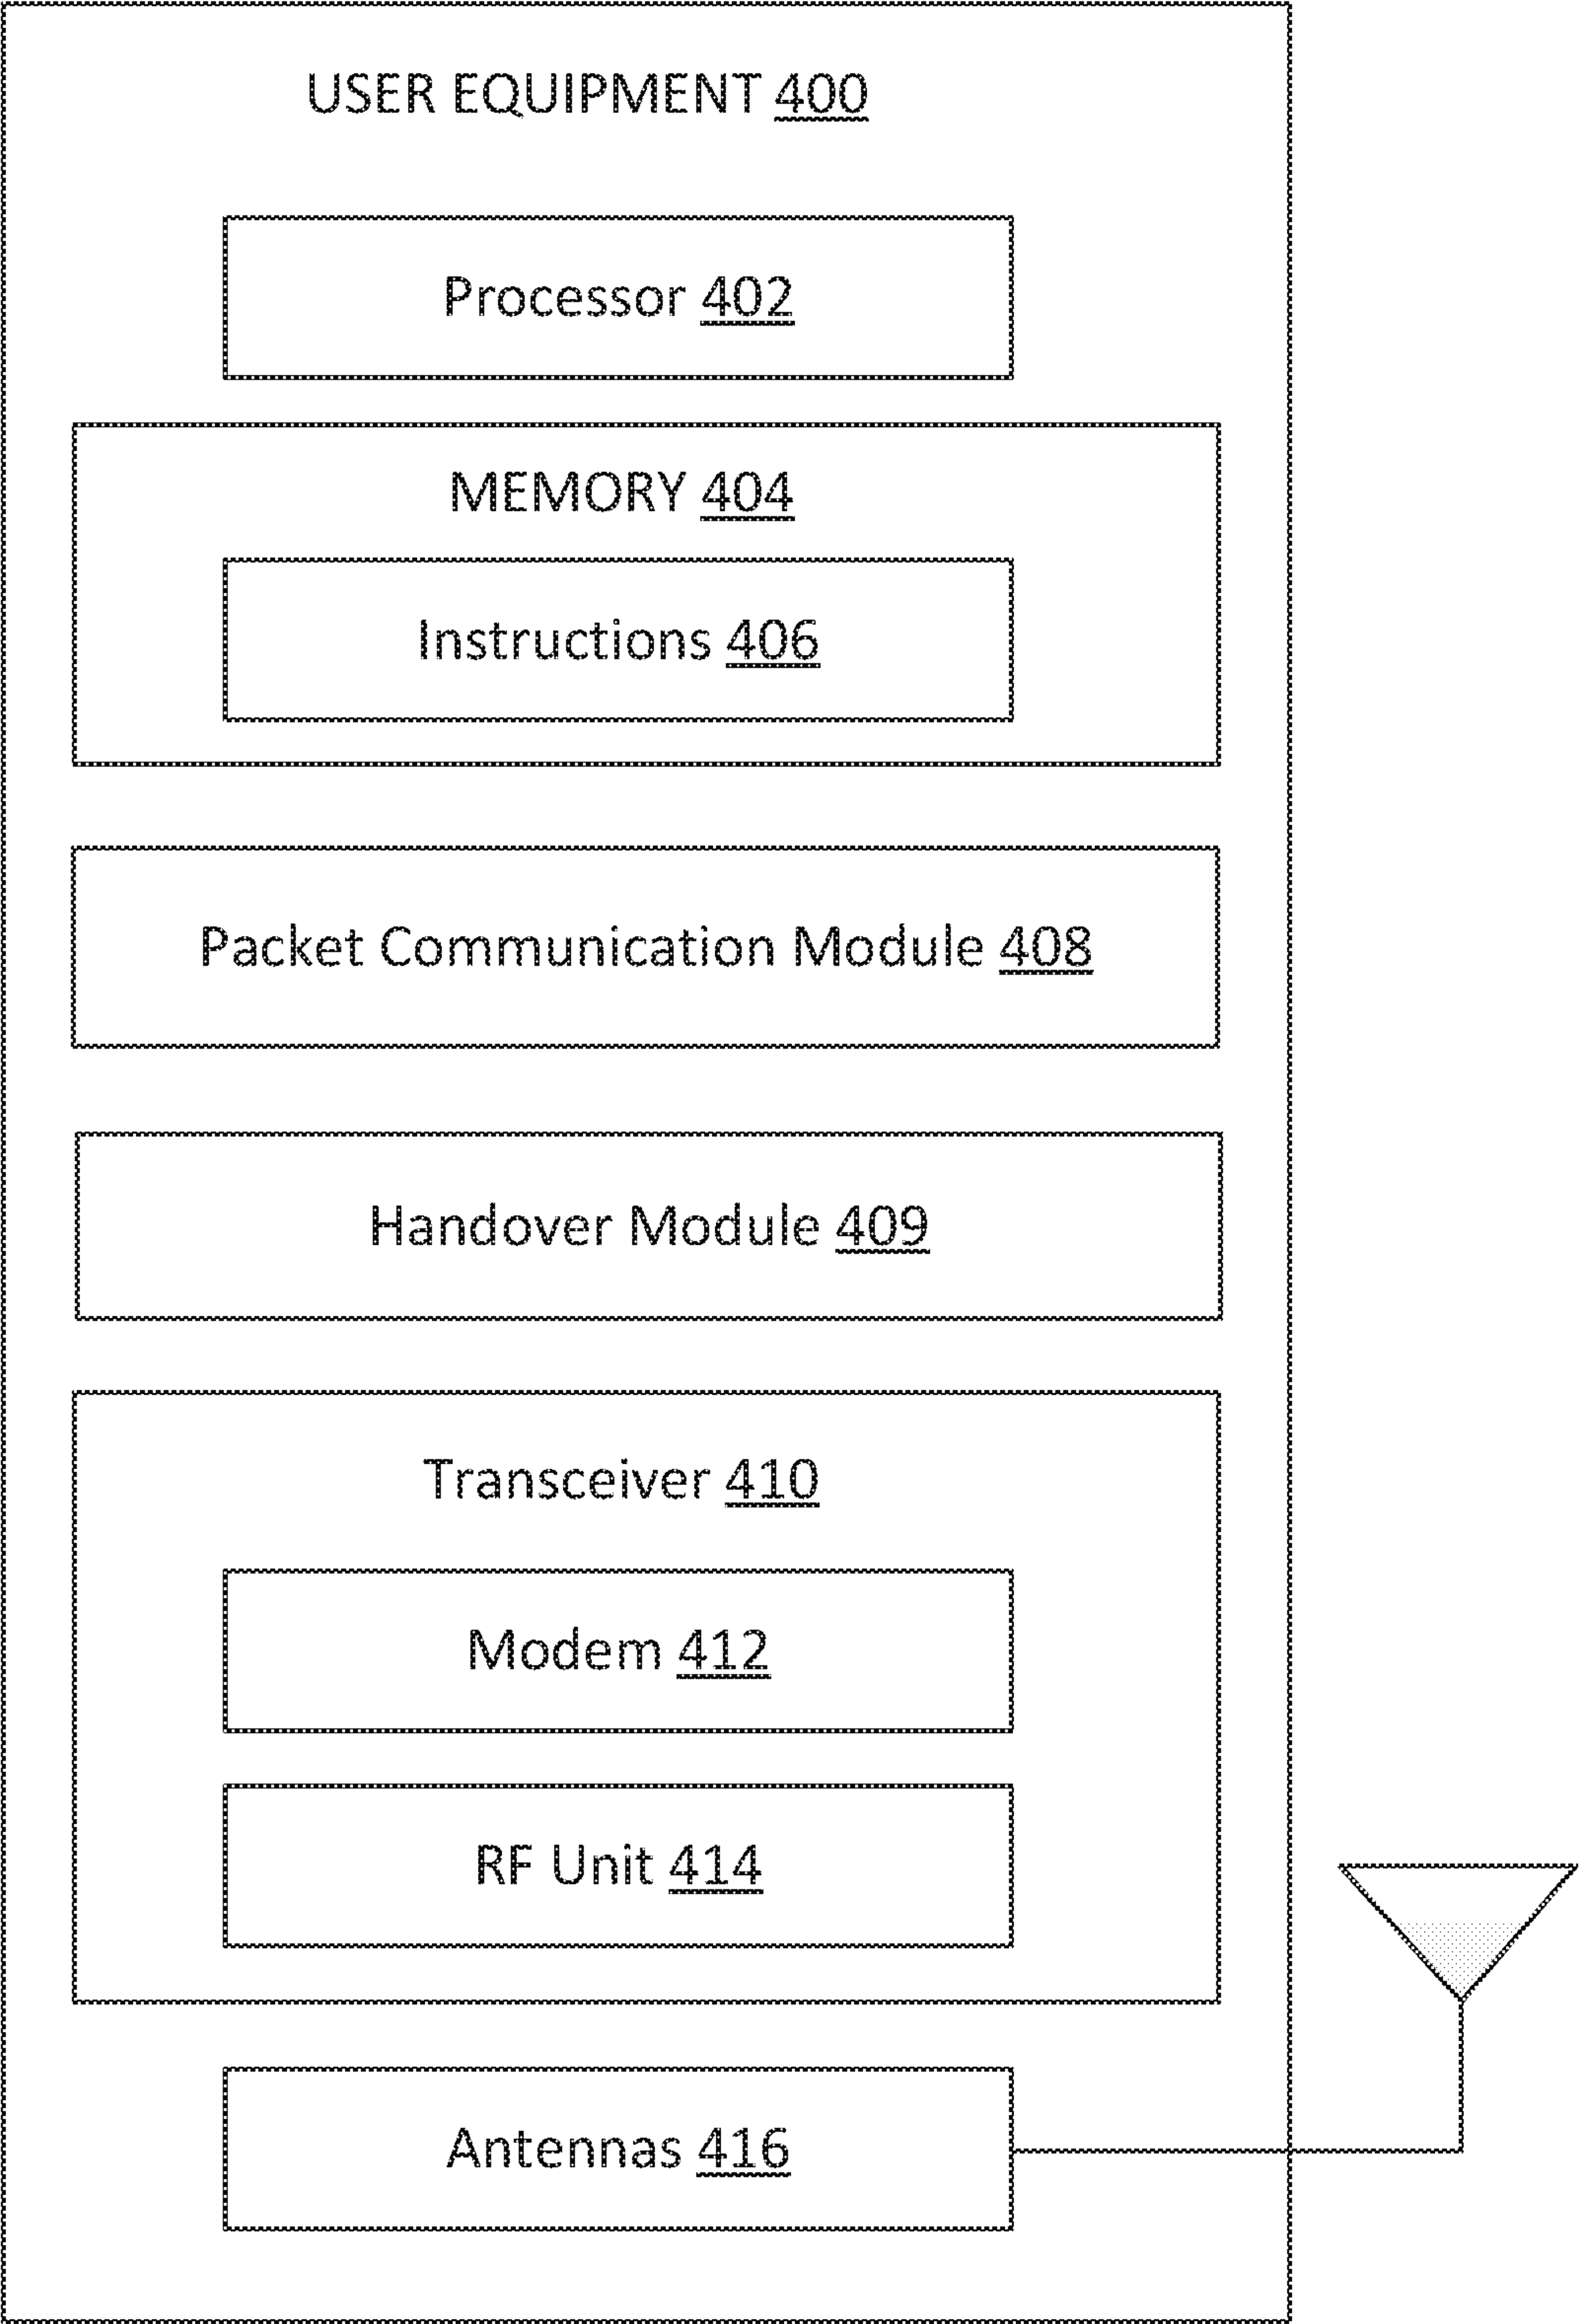 USER EQUIPMENT 400
Processor 402
MEMORY 404
Instructions 406
Packet Communication Module 408
Handover Module 409
Transceiver 410
Modem 412
RF Unit 414
Antennas 416